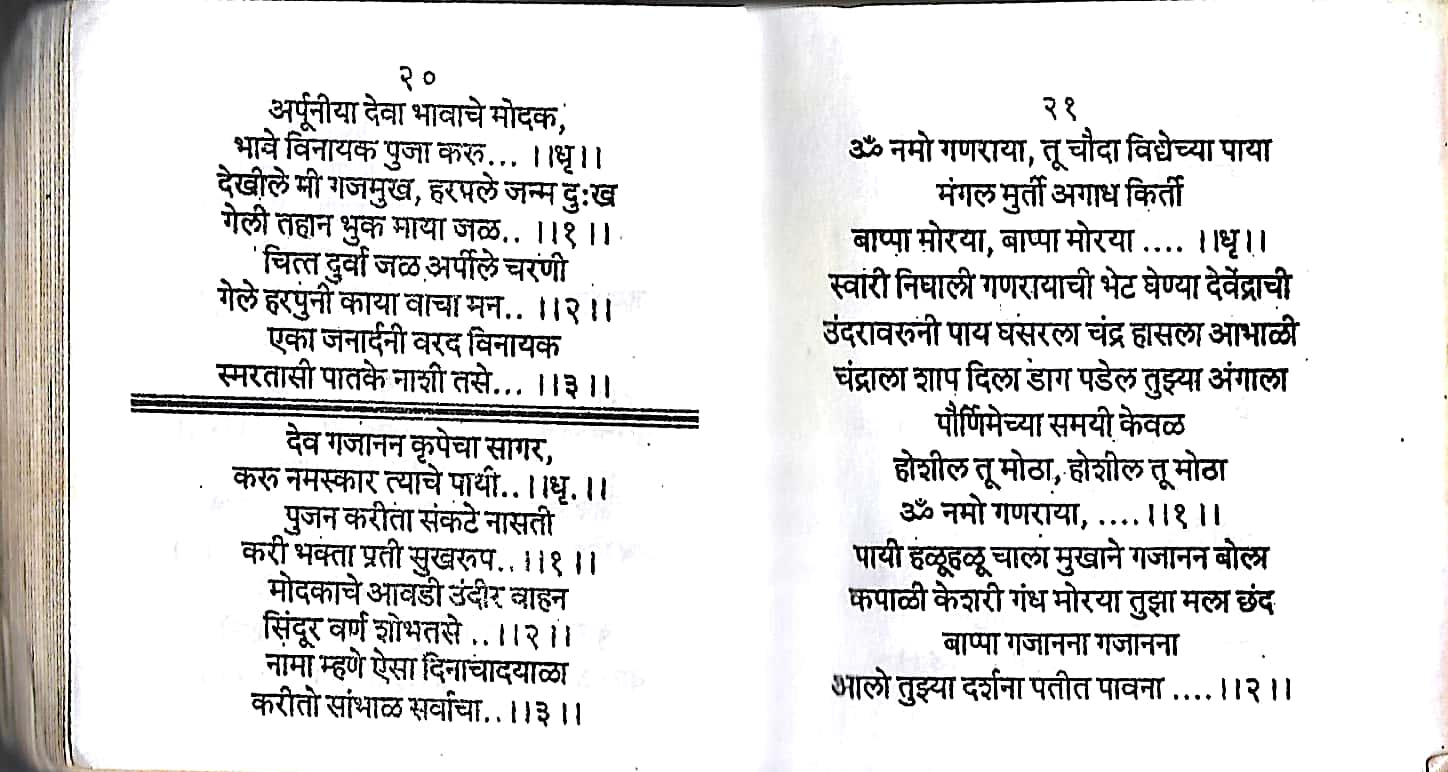 २०
अर्पूनीया देवा भावाचे मोदक,
भावे विनायक पुजा करू... ।।धृ।।
देखीले मी गजमुख, हरपले जन्म दुःख
गेली तहान भुक माया जळ.. ।।१।।
चित्त दुर्वा जळ अर्पीले चरणी
गेले हरपुनी काया वाचा मन.. ।।२।।
एका जनार्दनी वरद विनायक
स्मरतासी पातके नाशी तसे... ।।३।।
देव गजानन कृपेचा सागर,
करू नमस्कार त्याचे पायी..।।धृ.।।
पुजन करीता संकटे नासती
करी भक्ता प्रती सुखरूप..।।१।।
मोदकाचे आवडी उंदीर वाहन
सिंदूर वर्ण शोभतसे ..।।२।।
नामा म्हणे ऐसा दिनाचादयाळा
करीतो सांभाळ सर्वाचा..।।३।।
२१
ॐ नमो गणराया, तू चौदा विद्येच्या पाया
मंगल मुर्ती अगाध किर्ती
बाप्पा मोरया, बाप्पा मोरया .... ।।धृ।।
स्वारी निघाली गणरायाची भेट घेण्या देवेंद्राची
उंदरावरूनी पाय घसरला चंद्र हासला आभाळी
चंद्राला शाप दिला डाग पडेल तुझ्या अंगाला
पौर्णिमेच्या समयी केवळ
होशील तू मोठा, होशील तू मोठा
ॐ नमो गणराया, ....।।१।।
पायी हळूहळू चाला मुखाने गजानन बोला
कपाळी केशरी गंध मोरया तुझा मला छंद
बाप्पा गजानना गजानना
आलो तुझ्या दर्शना पतीत पावना ....।।२।।